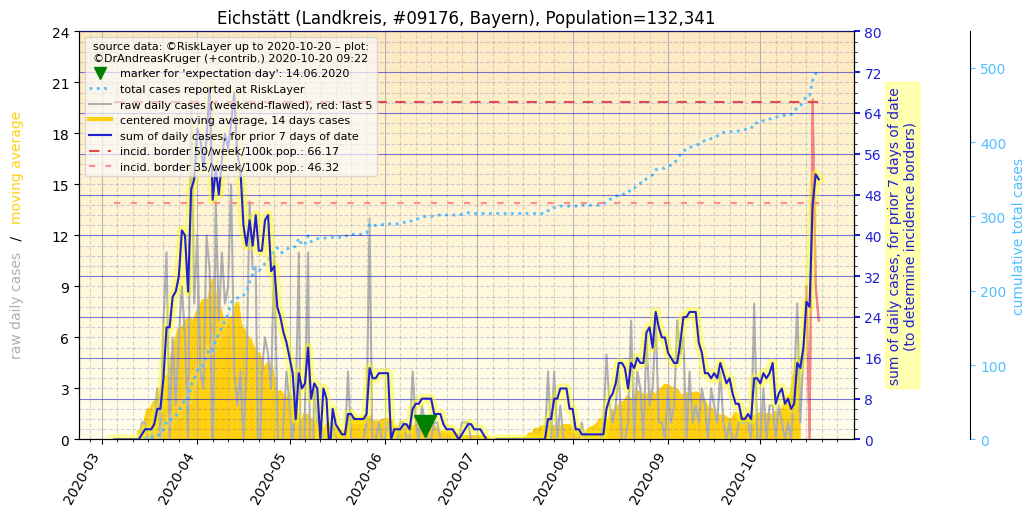 Eichstätt (Landkreis, #09176, Bayern), Population=132,341
source data: ©RiskLayer up to 2020-10-20 – plot:
©DrAndreasKruger (+contrib.) 2020-10-20 09:22
marker for 'expectation day': 14.06.2020
total cases reported at RiskLayer
raw daily cases (weekend-flawed), red: last 5
centered moving average, 14 days cases
sum of daily cases, for prior 7 days of date
incid. border 50/week/100k pop.: 66.17
incid. border 35/week/100k pop.: 46.32
raw daily cases / moving average
24
21
18
15
12
9
6
3
0
2020-03
2020-04
2020-05
2020-06
2020-07
2020-08
2020-09
2020-10
80
72
64
56
48
40
32
24
16
8
0
sum of daily cases, for prior 7 days of date
(to determine incidence borders)
500
400
300
200
100
0
cumulative total cases